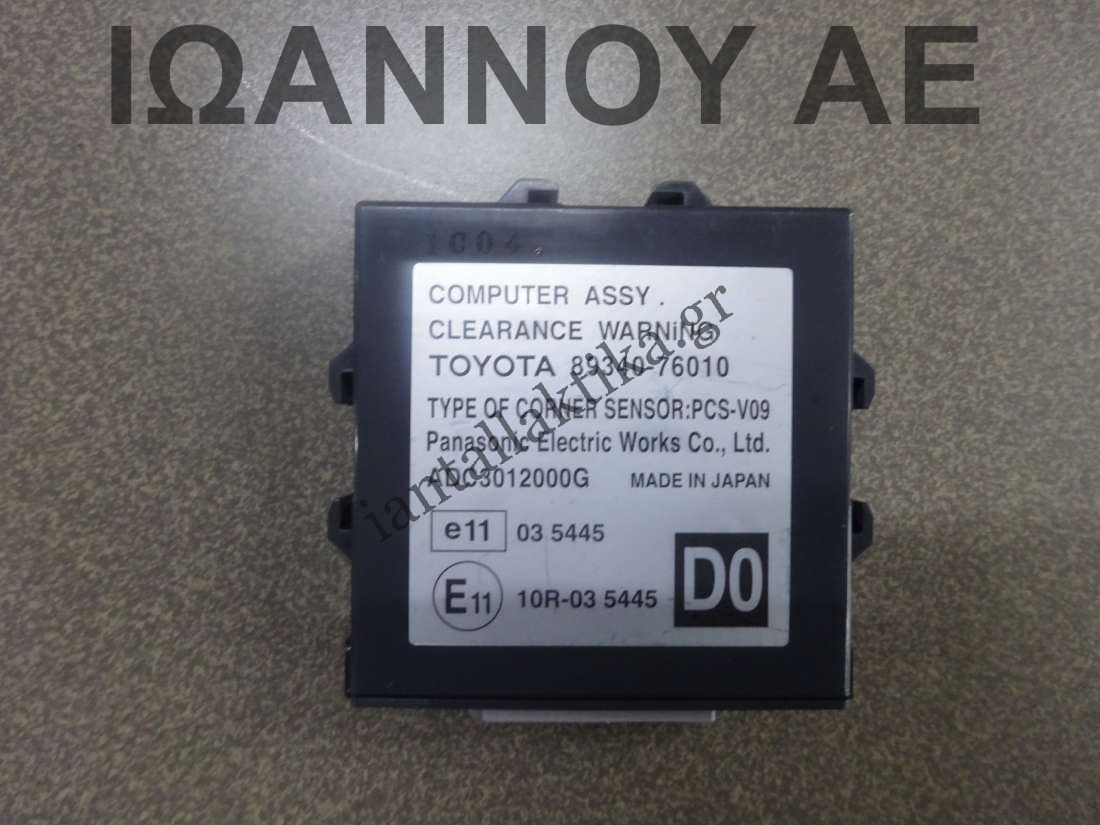 ΙΩΑΝΝΟΥ ΑΕ
1C04
COMPUTER ASSY.
CLEARANCE WARNiNG
TOYOTA 89340-76010
TYPE OF CORNER SENSOR:PCS-V09
Panasonic Electric Works Co., Ltd.
ADC3012000G MADE IN JAPAN
e11 03 5445
E11 10R-03 5445 D0
iantallaktika.gr